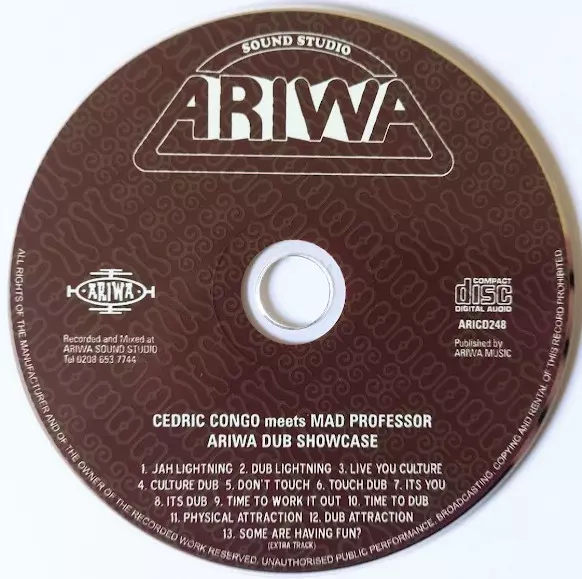 SOUND STUDIO
ARIWA
ARIWA
COMPACT
disc
DIGITAL AUDIO
ARICD248
Recorded and Mixed at
ARIWA SOUND STUDIO
Tel 0208 653 7744
Published by
ARIWA MUSIC
CEDRIC CONGO meets MAD PROFESSOR
ARIWA DUB SHOWCASE
1. JAH LIGHTNING 2. DUB LIGHTNING 3. LIVE YOU CULTURE
4. CULTURE DUB 5. DON'T TOUCH 6. TOUCH DUB 7. ITS YOU
8. ITS DUB 9. TIME TO WORK IT OUT 10. TIME TO DUB
11. PHYSICAL ATTRACTION 12. DUB ATTRACTION
13. SOME ARE HAVING FUN?
(EXTRA TRACK)
ALL RIGHTS OF THE MANUFACTURER AND OF THE OWNER OF THE RECORDED WORK RESERVED. UNAUTHORISED PUBLIC PERFORMANCE, BROADCASTING, COPYING AND RENTAL OF THIS RECORD PROHIBITED.